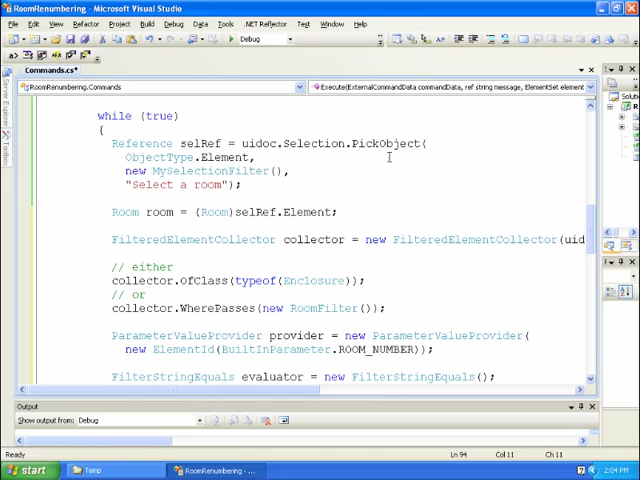 RoomRenumbering - Microsoft Visual Studio
File Edit View Refactor Project Build Debug Data Tools .NET Reflector Test Window Help
Debug
Commands.cs*
Soluti
RoomRenumbering.Commands
Execute(ExternalCommandData commandData, ref string message, ElementSet element
Server Explorer
Toolbox
while (true)
{
Reference selRef = uidoc.Selection.PickObject(
ObjectType.Element,
new MySelectionFilter(),
"Select a room");
Room room = (Room)selRef.Element;
FilteredElementCollector collector = new FilteredElementCollector(uid
// either
collector.OfClass(typeof(Enclosure));
// or
collector.WherePasses(new RoomFilter());
ParameterValueProvider provider = new ParameterValueProvider(
new ElementId(BuiltInParameter.ROOM_NUMBER));
FilterStringEquals evaluator = new FilterStringEquals();
Output
Show output from: Debug
Ready
Ln 94 Col 11 Ch 11
start
Temp
RoomRenumbering - ...
2:04 PM